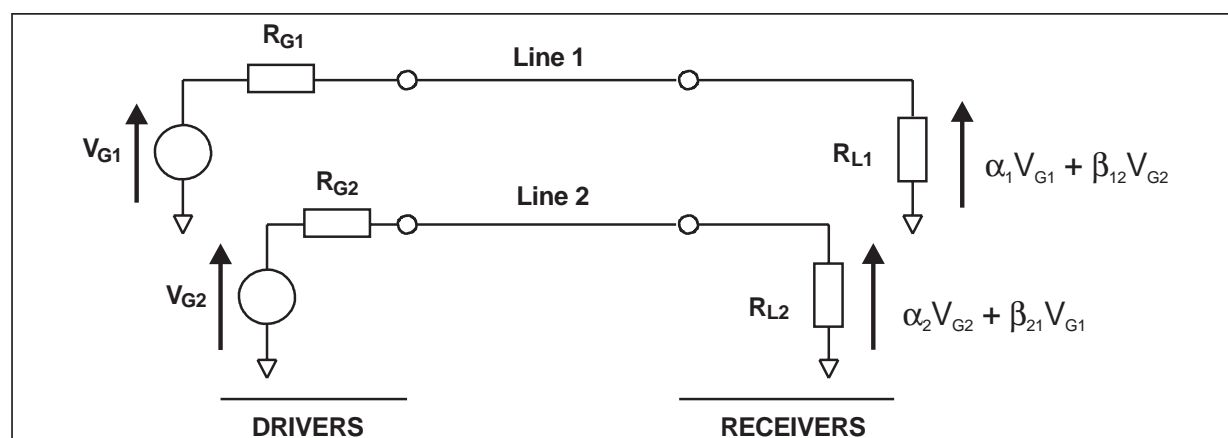 R_G1
Line 1
V_G1
R_L1
α₁V_G1 + β₁₂V_G2
R_G2
Line 2
V_G2
R_L2
α₂V_G2 + β₂₁V_G1
DRIVERS
RECEIVERS